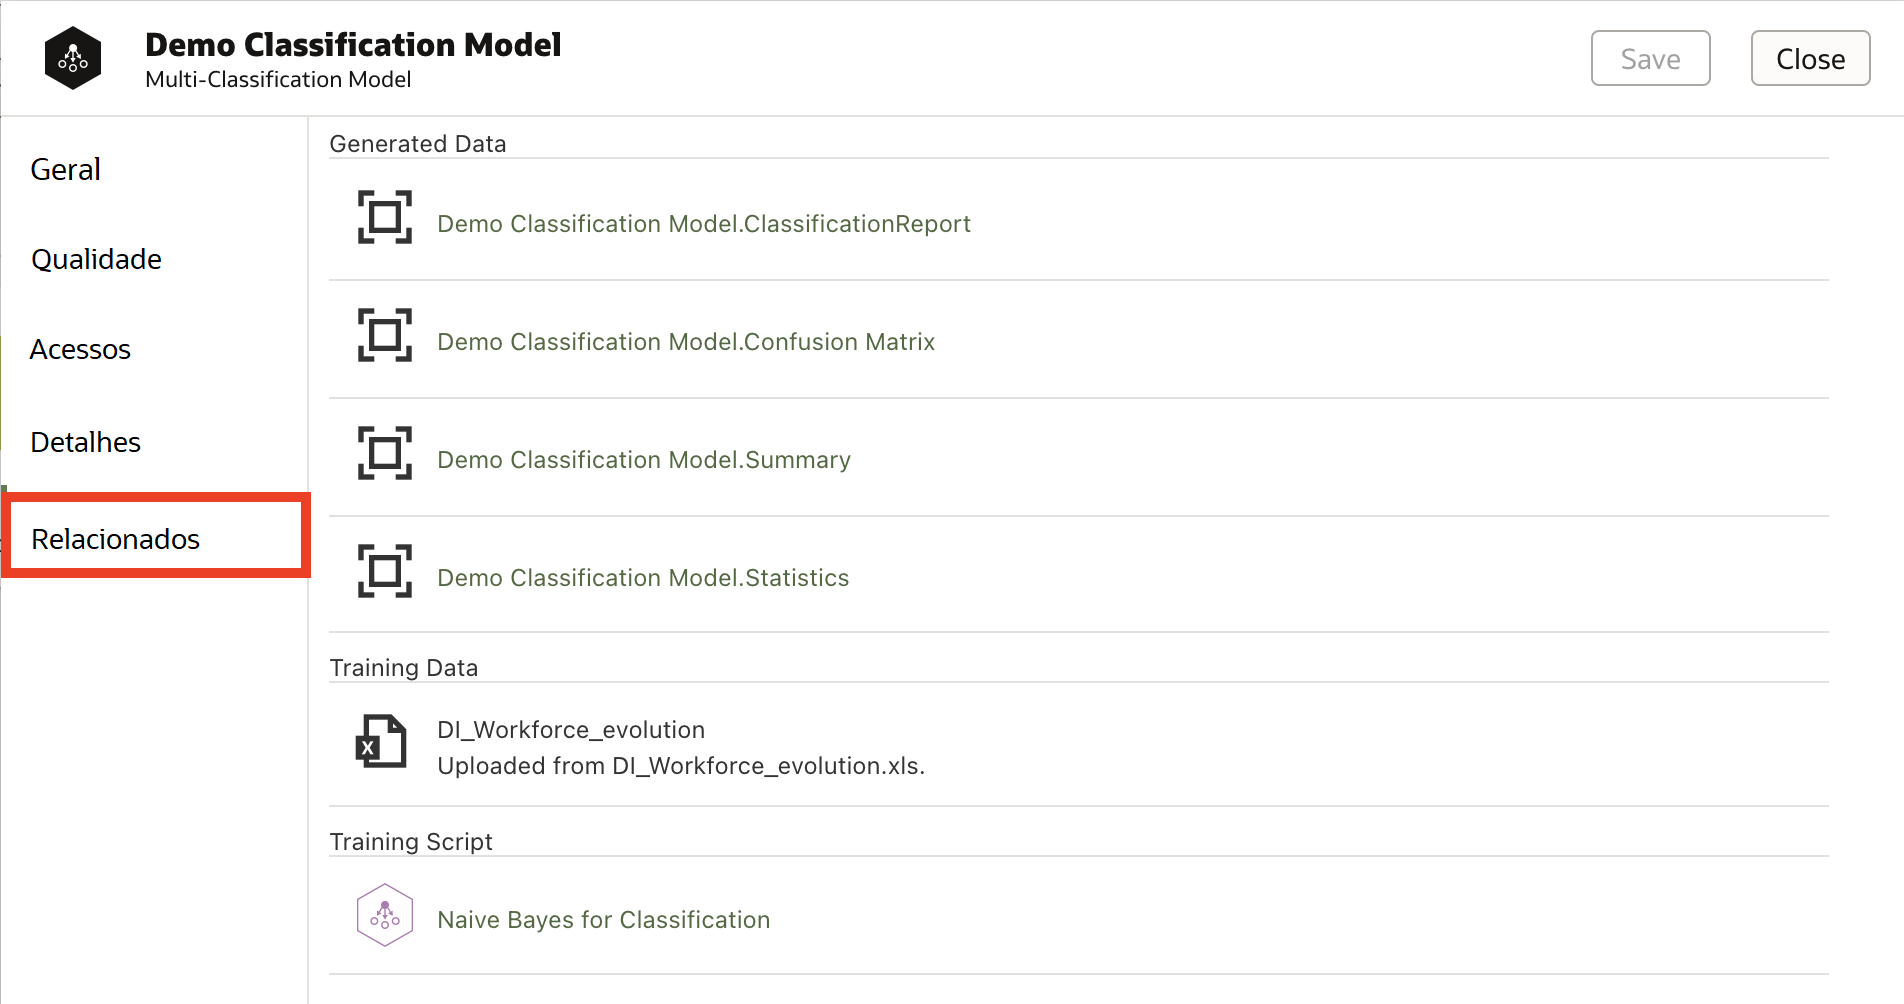 Demo Classification Model
Multi-Classification Model
Save
Close
Geral
Qualidade
Acessos
Detalhes
Relacionados
Generated Data
Demo Classification Model.ClassificationReport
Demo Classification Model.Confusion Matrix
Demo Classification Model.Summary
Demo Classification Model.Statistics
Training Data
X
DI_Workforce_evolution
Uploaded from DI_Workforce_evolution.xls.
Training Script
Naive Bayes for Classification